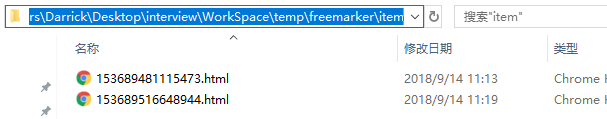 rs\Darrick\Desktop\interview\WorkSpace\temp\freemarker\item
搜索"item"
名称 修改日期 类型
153689481115473.html 2018/9/14 11:13 Chrome H
153689516648944.html 2018/9/14 11:19 Chrome H